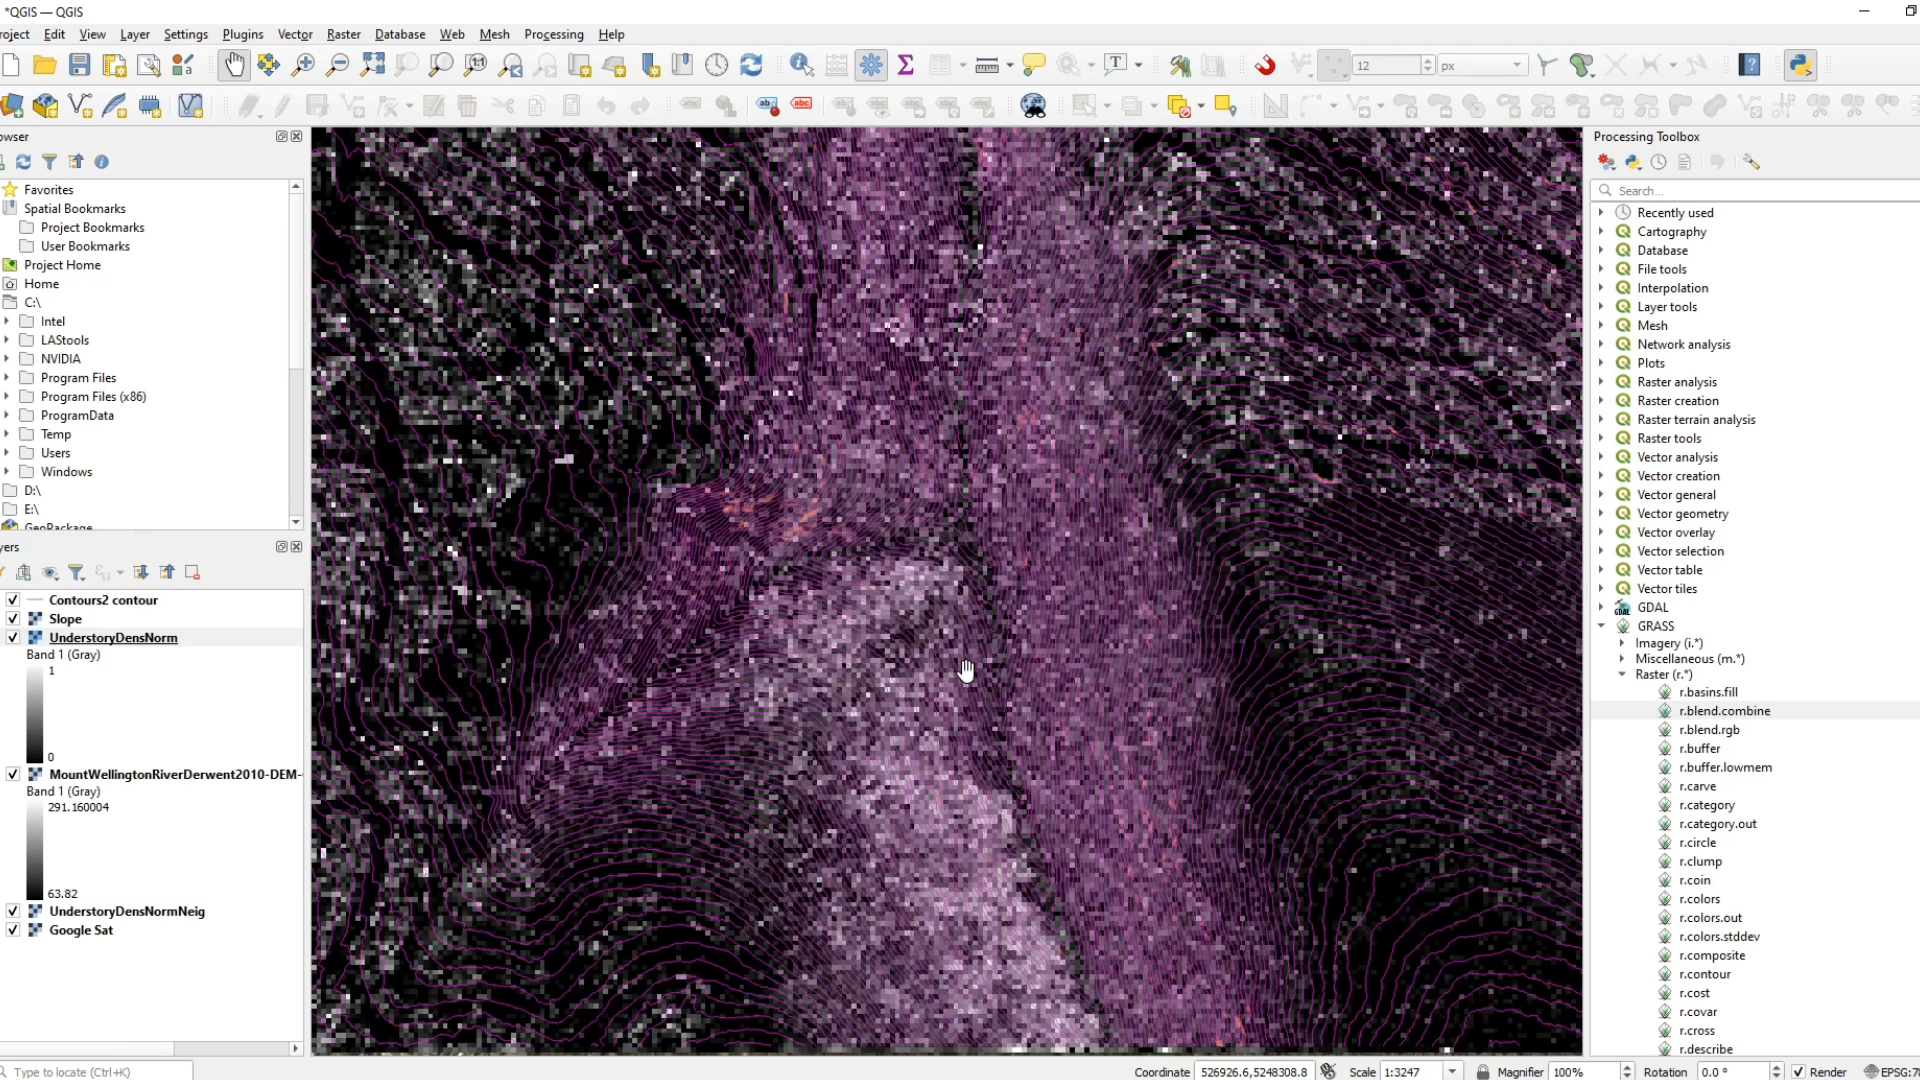 *QGIS — QGIS
roject Edit View Layer Settings Plugins Vector Raster Database Web Mesh Processing Help
12 px
abc abc
owser
Favorites
Spatial Bookmarks
Project Bookmarks
User Bookmarks
Project Home
Home
C:\
Intel
LAStools
NVIDIA
Program Files
Program Files (x86)
ProgramData
Temp
Users
Windows
D:\
E:\
GeoPackage
yers
Contours2 contour
Slope
UnderstoryDensNorm
Band 1 (Gray)
1
0
MountWellingtonRiverDerwent2010-DEM-
Band 1 (Gray)
291.160004
63.82
UnderstoryDensNormNeig
Google Sat
Processing Toolbox
Search...
Recently used
Cartography
Database
File tools
Interpolation
Layer tools
Mesh
Network analysis
Plots
Raster analysis
Raster creation
Raster terrain analysis
Raster tools
Vector analysis
Vector creation
Vector general
Vector geometry
Vector overlay
Vector selection
Vector table
Vector tiles
GDAL
GRASS
Imagery (i.*)
Miscellaneous (m.*)
Raster (r.*)
r.basins.fill
r.blend.combine
r.blend.rgb
r.buffer
r.buffer.lowmem
r.carve
r.category
r.category.out
r.circle
r.clump
r.coin
r.colors
r.colors.out
r.colors.stddev
r.composite
r.contour
r.cost
r.covar
r.cross
r.describe
Type to locate (Ctrl+K) Coordinate 526926.6,5248308.8 Scale 1:3247 Magnifier 100% Rotation 0.0 ° Render EPSG:7